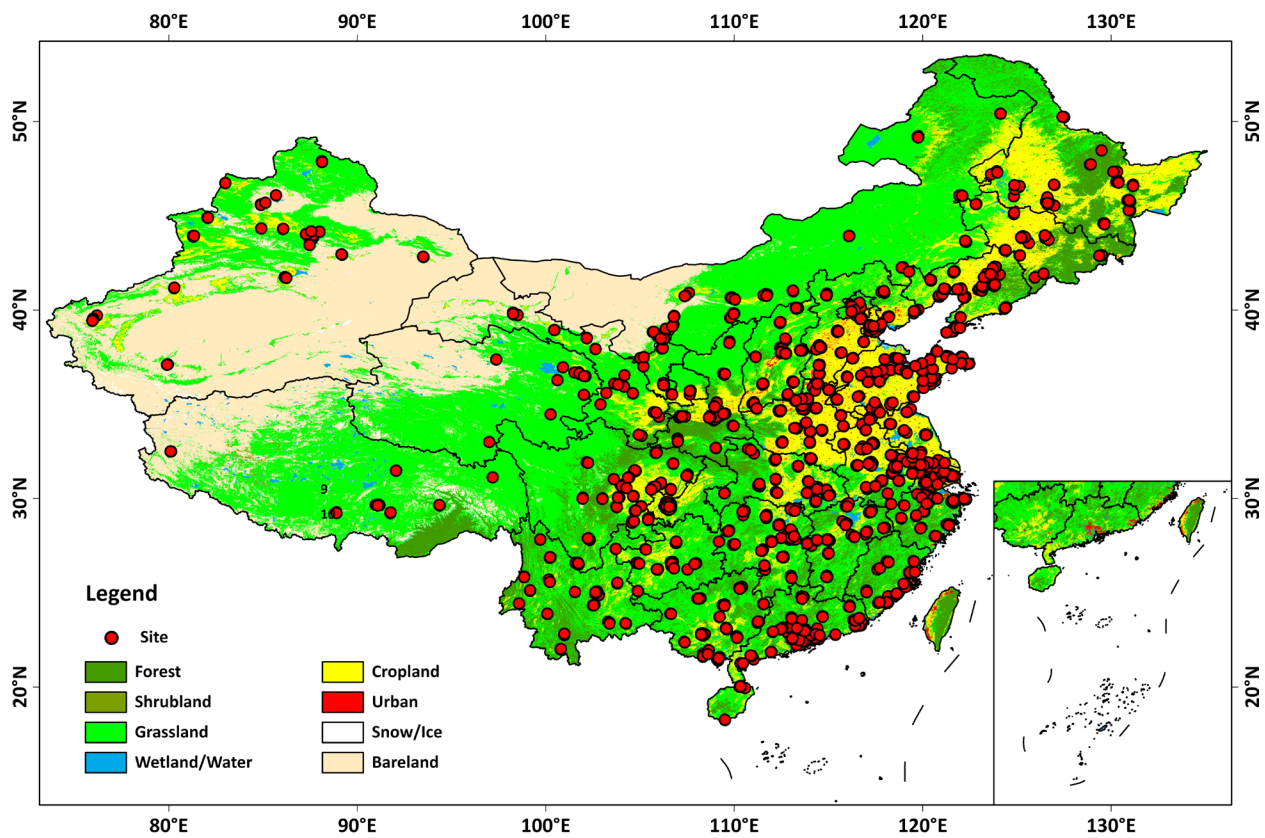 80°E 90°E 100°E 110°E 120°E 130°E
50°N 50°N
40°N 40°N
9
30°N 30°N
10
Legend
Site
Forest Cropland
Shrubland Urban
20°N 20°N
Grassland Snow/Ice
Wetland/Water Bareland
80°E 90°E 100°E 110°E 120°E 130°E